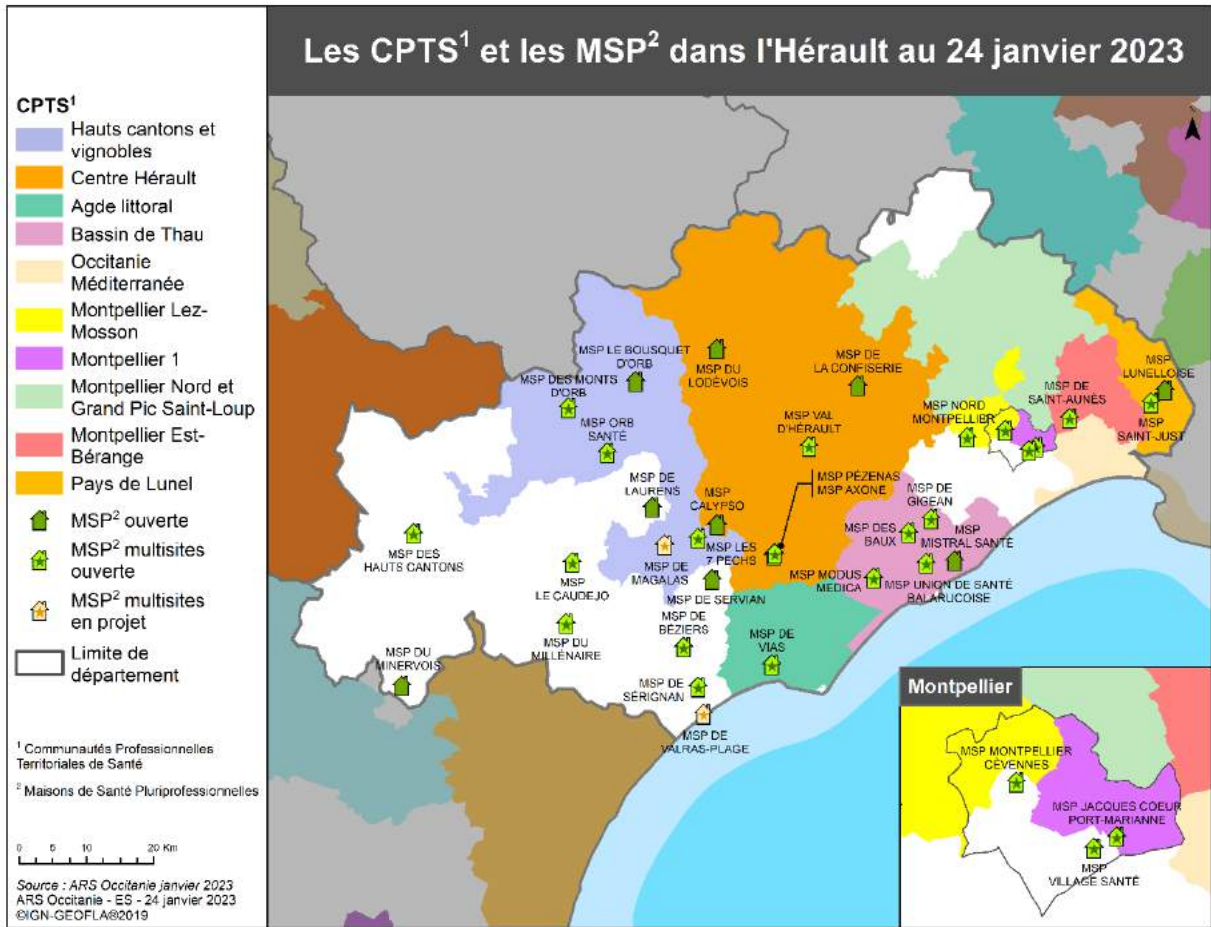 Les CPTS¹ et les MSP² dans l'Hérault au 24 janvier 2023
CPTS¹
Hauts cantons et
vignobles
Centre Hérault
Agde littoral
Bassin de Thau
Occitanie
Méditerranée
Montpellier Lez-
Mosson
Montpellier 1
Montpellier Nord et
Grand Pic Saint-Loup
Montpellier Est-
Bérange
Pays de Lunel
MSP² ouverte
MSP² multisites
ouverte
MSP² multisites
en projet
Limite de
département
¹ Communautés Professionnelles
Territoriales de Santé
² Maisons de Santé Pluriprofessionnelles
0 5 10 20 Km
Source : ARS Occitanie janvier 2023
ARS Occitanie - ES - 24 janvier 2023
©IGN-GEOFLA®2019
MSP LE BOUSQUET
D'ORB
MSP DES MONTS
D'ORB
MSP ORB
SANTÉ
MSP DU
LODÉVOIS
MSP DE
LA CONFISERIE
MSP VAL
D'HÉRAULT
MSP NORD
MONTPELLIER
MSP DE
SAINT-AUNÈS
MSP
LUNELLOISE
MSP
SAINT-JUST
MSP DE
LAURENS
MSP
CALYPSO
MSP PÉZENAS
MSP AXONE
MSP DE
GIGEAN
MSP DES
BAUX
MSP
MISTRAL SANTÉ
MSP DES
HAUTS CANTONS
MSP
LE CAUDEJO
MSP DE
MAGALAS
MSP LES
7 PECHS
MSP DE SERVIAN
MSP MODUS
MEDICA
MSP UNION DE SANTÉ
BALARUCOISE
MSP DU
MILLÉNAIRE
MSP DE
BÉZIERS
MSP DE
VIAS
MSP DU
MINERVOIS
MSP DE
SÉRIGNAN
MSP DE
VALRAS-PLAGE
Montpellier
MSP MONTPELLIER
CÉVENNES
MSP JACQUES COEUR
PORT-MARIANNE
MSP
VILLAGE SANTÉ